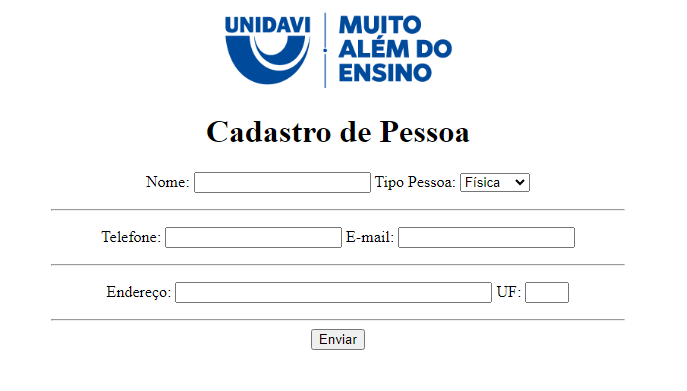 UNIDAVI
MUITO
ALÉM DO
ENSINO
Cadastro de Pessoa
Nome: Tipo Pessoa: Física
Telefone: E-mail:
Endereço: UF:
Enviar